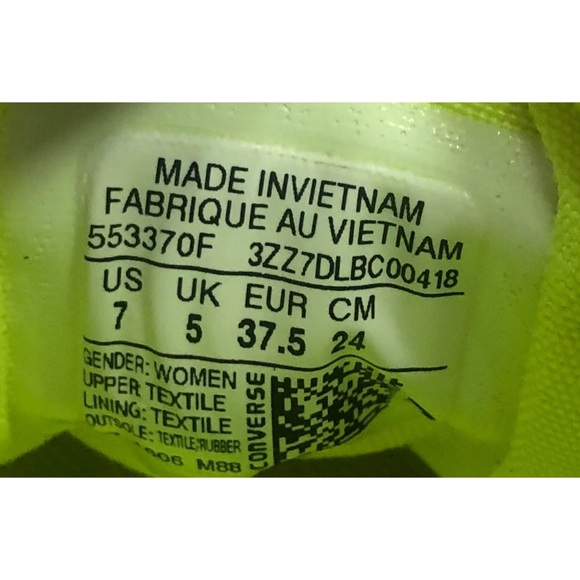 MADE INVIETNAM
FABRIQUE AU VIETNAM
553370F 3ZZ7DLBC00418
US UK EUR CM
7 5 37.5 24
GENDER: WOMEN
UPPER TEXTILE
LINING: TEXTILE
OUTSOLE: TEXTILE/RUBBER
M88
CONVERSE